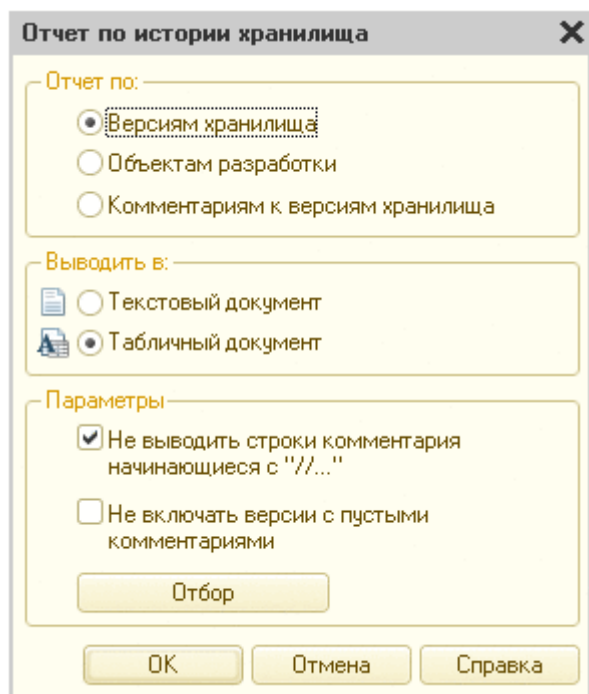 Отчет по истории хранилища
Отчет по:
Версиям хранилища
Объектам разработки
Комментариям к версиям хранилища
Выводить в:
Текстовый документ
Табличный документ
Параметры
Не выводить строки комментария
начинающиеся с "//..."
Не включать версии с пустыми
комментариями
Отбор
OK Отмена Справка